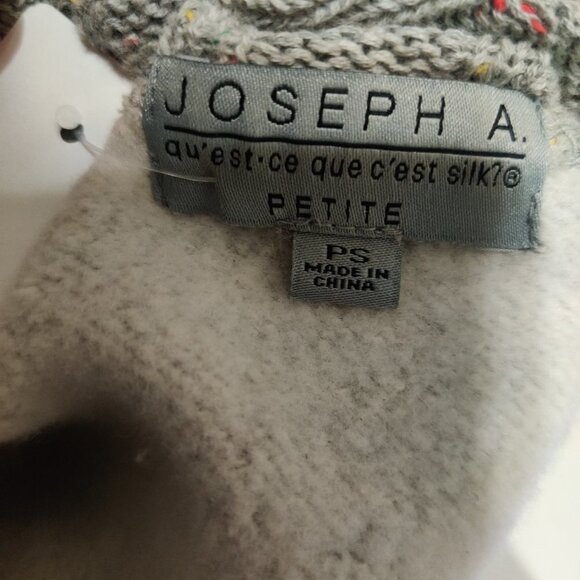 JOSEPH A.
qu'est·ce que c'est silk?®
PETITE
PS
MADE IN
CHINA